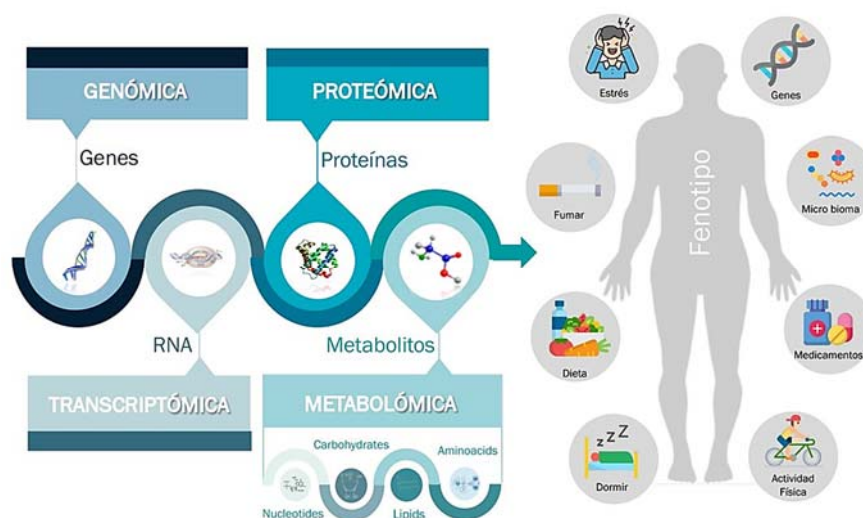 GENÓMICA
PROTEÓMICA
Genes
Proteínas
RNA
Metabolitos
TRANSCRIPTÓMICA
METABOLÓMICA
Carbohydrates
Aminoacids
Nucleotides
Lipids
Estrés
Genes
Fumar
Micro bioma
Fenotipo
Dieta
Medicamentos
z z Z
Dormir
Actividad
Física